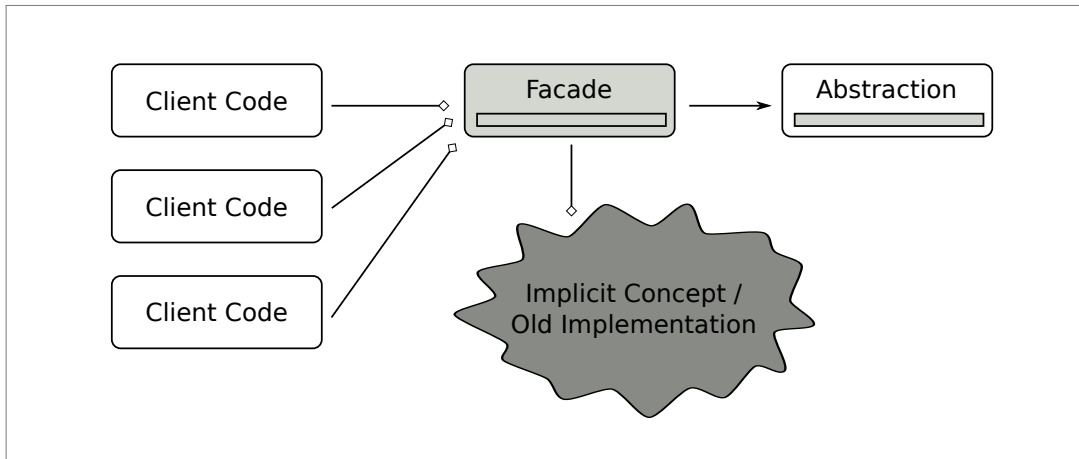 Client Code
Facade
Abstraction
Client Code
Client Code
Implicit Concept /
Old Implementation